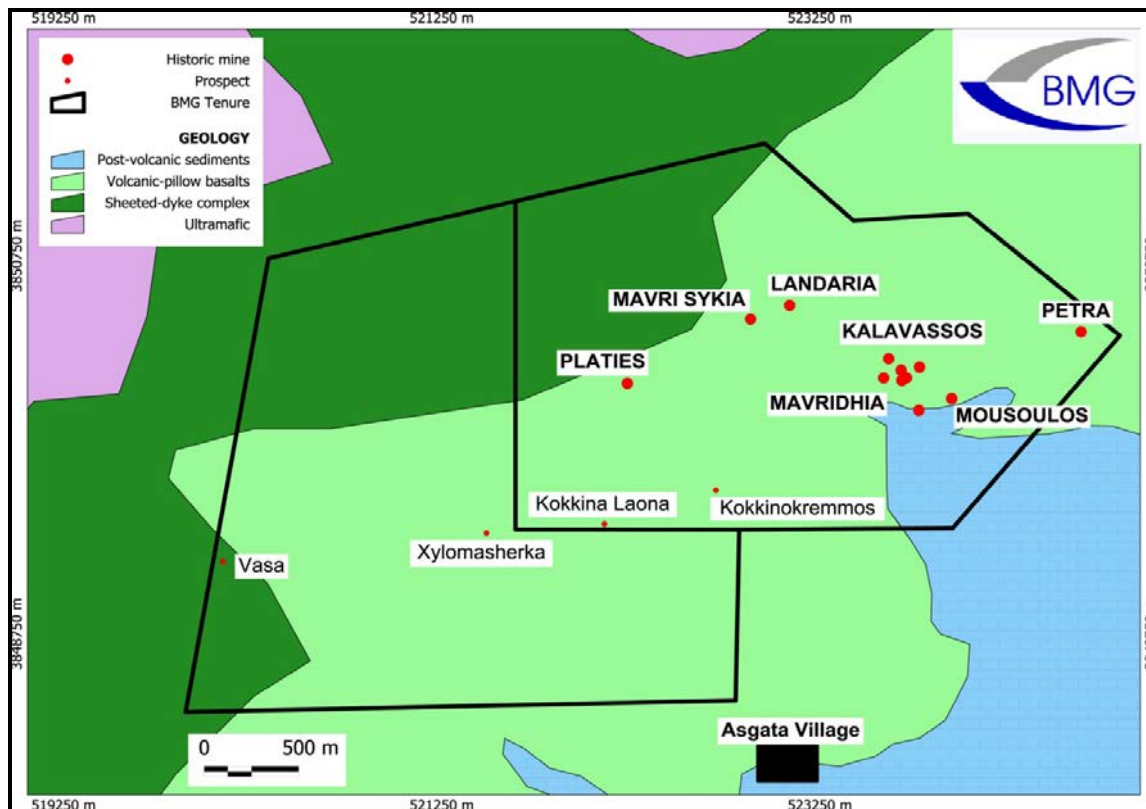 519250 m
521250 m
523250 m
Historic mine
Prospect
BMG Tenure
GEOLOGY
Post-volcanic sediments
Volcanic-pillow basalts
Sheeted-dyke complex
Ultramafic
BMG
3850750 m
LANDARIA
MAVRI SYKIA
PETRA
KALAVASSOS
PLATIES
MAVRIDHIA
MOUSOULOS
Kokkina Laona
Kokkinokremmos
Xylomasherka
Vasa
3848750 m
0 500 m
Asgata Village
519250 m
521250 m
523250 m